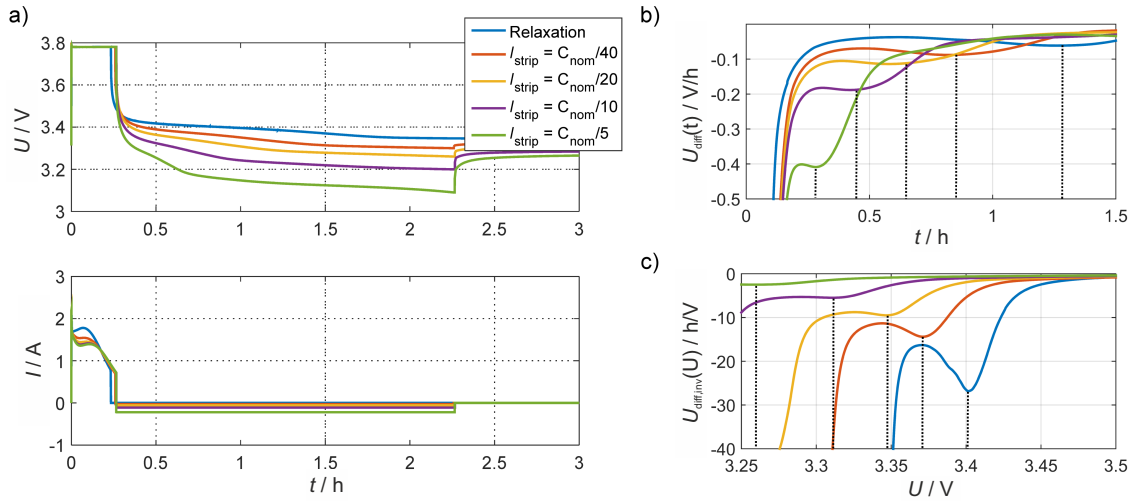 a)
3.8
3.6
3.4
3.2
3
U / V
0
0.5
1
1.5
2
2.5
3
Relaxation
I_strip = C_nom/40
I_strip = C_nom/20
I_strip = C_nom/10
I_strip = C_nom/5
3
2
1
0
-1
I / A
0
0.5
1
1.5
2
2.5
3
t / h
b)
-0.1
-0.2
-0.3
-0.4
-0.5
U_diff(t) / V/h
0
0.5
1
1.5
t / h
c)
0
-10
-20
-30
-40
U_diff,inv(U) / h/V
3.25
3.3
3.35
3.4
3.45
3.5
U / V